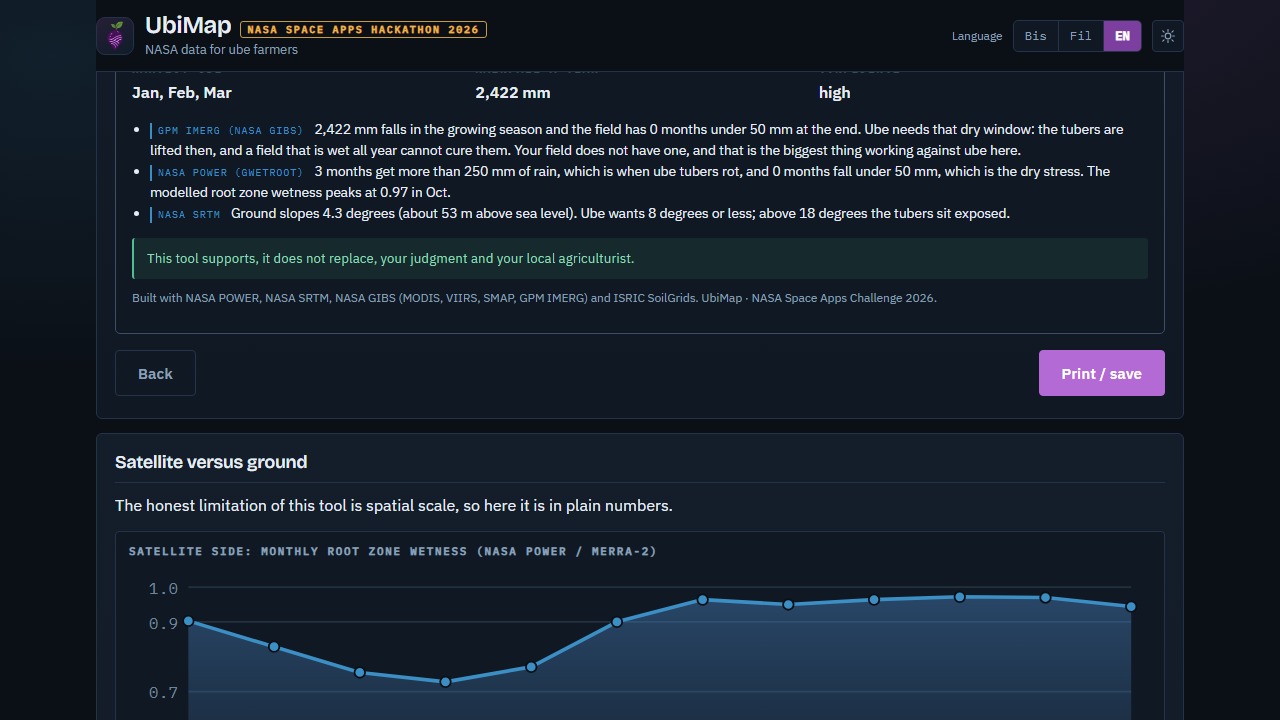 UbiMap NASA SPACE APPS HACKATHON 2026
NASA data for ube farmers
Language Bis Fil EN
Jan, Feb, Mar 2,422 mm high
GPM IMERG (NASA GIBS) 2,422 mm falls in the growing season and the field has 0 months under 50 mm at the end. Ube needs that dry window: the tubers are
lifted then, and a field that is wet all year cannot cure them. Your field does not have one, and that is the biggest thing working against ube here.
NASA POWER (GWETROOT) 3 months get more than 250 mm of rain, which is when ube tubers rot, and 0 months fall under 50 mm, which is the dry stress. The
modelled root zone wetness peaks at 0.97 in Oct.
NASA SRTM Ground slopes 4.3 degrees (about 53 m above sea level). Ube wants 8 degrees or less; above 18 degrees the tubers sit exposed.
This tool supports, it does not replace, your judgment and your local agriculturist.
Built with NASA POWER, NASA SRTM, NASA GIBS (MODIS, VIIRS, SMAP, GPM IMERG) and ISRIC SoilGrids. UbiMap · NASA Space Apps Challenge 2026.
Back Print / save
Satellite versus ground
The honest limitation of this tool is spatial scale, so here it is in plain numbers.
SATELLITE SIDE: MONTHLY ROOT ZONE WETNESS (NASA POWER / MERRA-2)
1.0
0.9
0.7